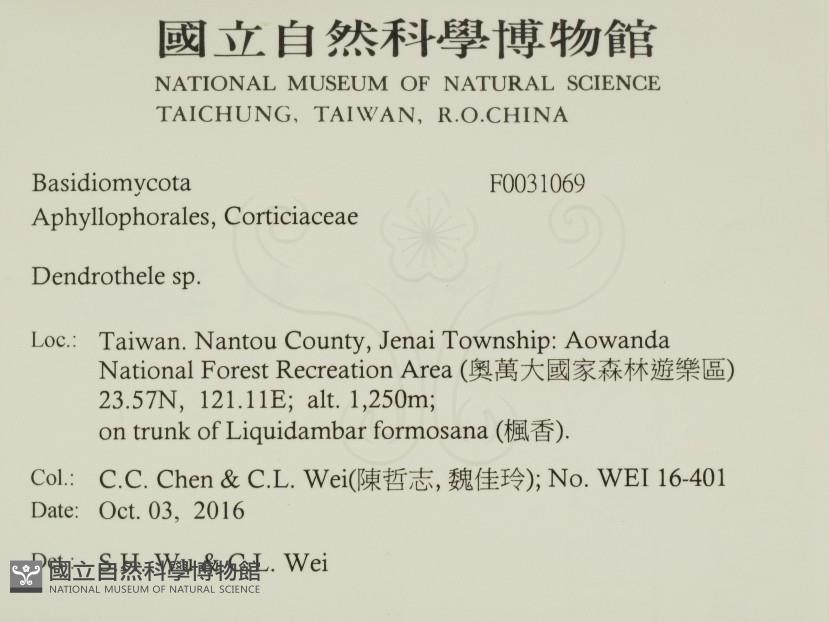 國立自然科學博物館
NATIONAL MUSEUM OF NATURAL SCIENCE
TAICHUNG, TAIWAN, R.O.CHINA
Basidiomycota F0031069
Aphyllophorales, Corticiaceae
Dendrothele sp.
Loc.: Taiwan. Nantou County, Jenai Township: Aowanda
National Forest Recreation Area (奧萬大國家森林遊樂區)
23.57N, 121.11E; alt. 1,250m;
on trunk of Liquidambar formosana (楓香).
Col.: C.C. Chen & C.L. Wei(陳哲志, 魏佳玲); No. WEI 16-401
Date: Oct. 03, 2016
Det.: S.H. Wu & C.L. Wei
國立自然科學博物館
NATIONAL MUSEUM OF NATURAL SCIENCE